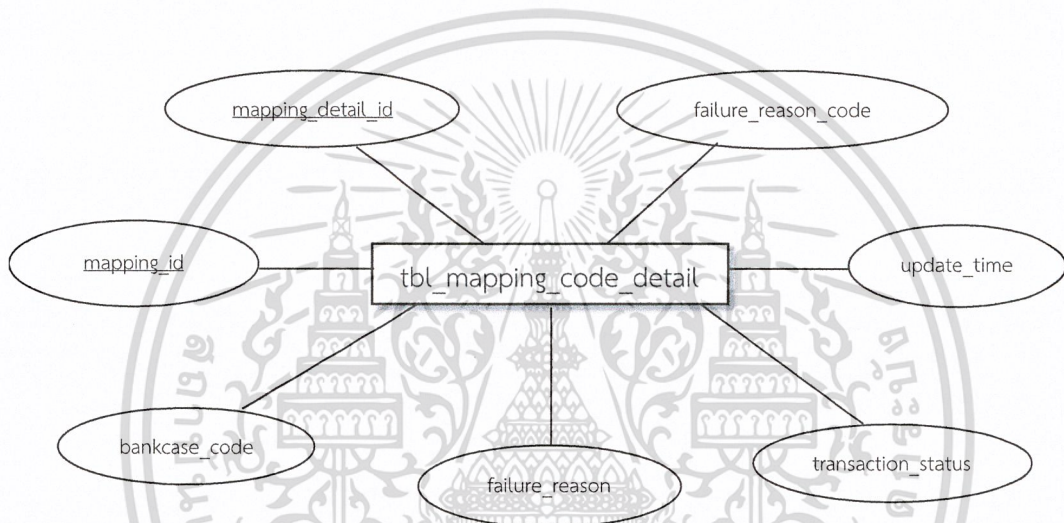 mapping_detail_id
failure_reason_code
mapping_id
tbl_mapping_code_detail
update_time
bankcase_code
failure_reason
transaction_status